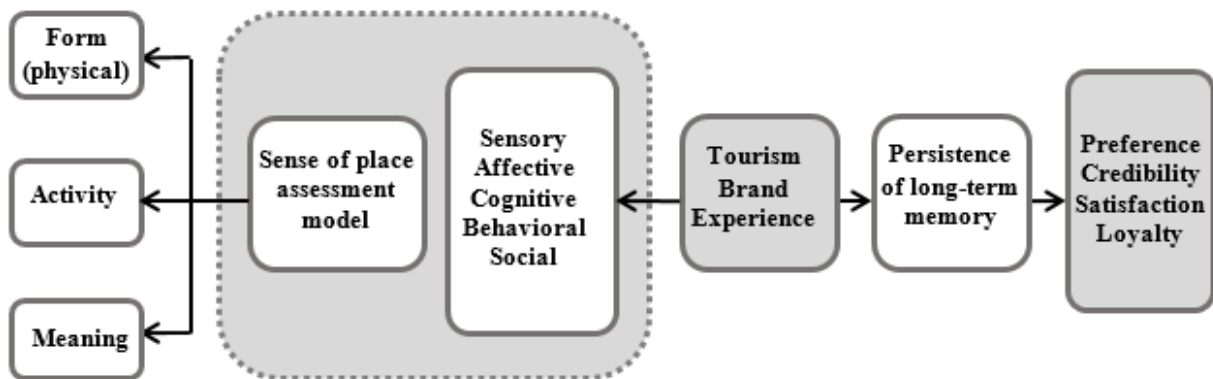 Form
(physical)
Activity
Meaning
Sense of place
assessment
model
Sensory
Affective
Cognitive
Behavioral
Social
Tourism
Brand
Experience
Persistence
of long-term
memory
Preference
Credibility
Satisfaction
Loyalty